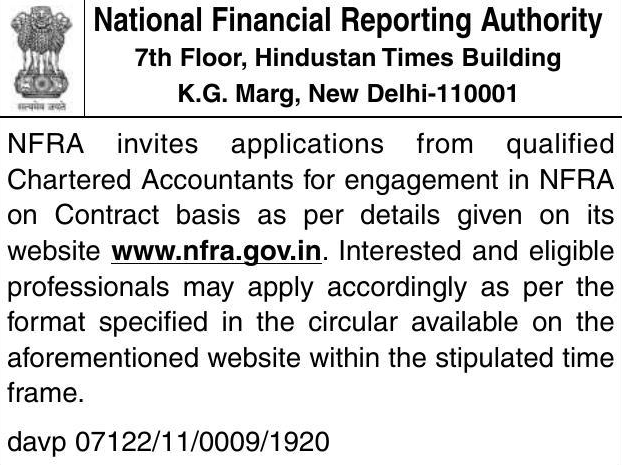 National Financial Reporting Authority
7th Floor, Hindustan Times Building
K.G. Marg, New Delhi-110001
सत्यमेव जयते
NFRA invites applications from qualified
Chartered Accountants for engagement in NFRA
on Contract basis as per details given on its
website www.nfra.gov.in. Interested and eligible
professionals may apply accordingly as per the
format specified in the circular available on the
aforementioned website within the stipulated time
frame.
davp 07122/11/0009/1920